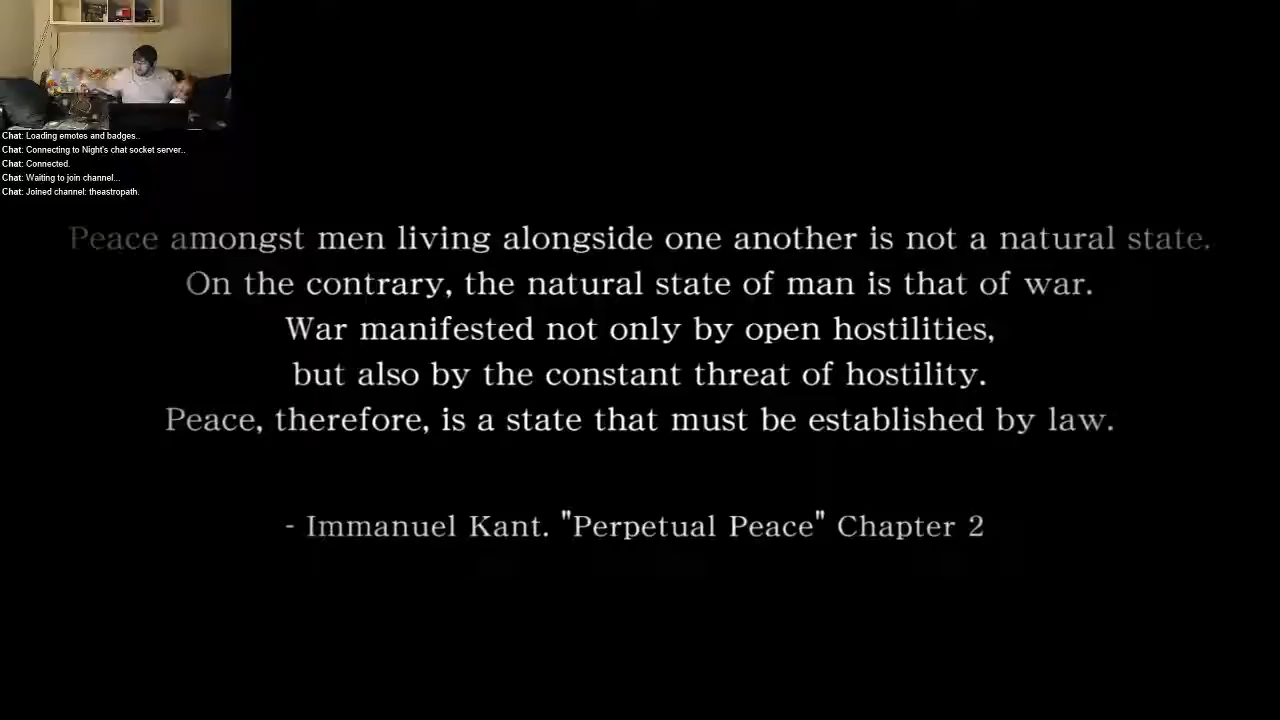 Chat: Loading emotes and badges..
Chat: Connecting to Night's chat socket server..
Chat: Connected.
Chat: Waiting to join channel...
Chat: Joined channel: theastropath.
Peace amongst men living alongside one another is not a natural state.
On the contrary, the natural state of man is that of war.
War manifested not only by open hostilities,
but also by the constant threat of hostility.
Peace, therefore, is a state that must be established by law.
- Immanuel Kant. "Perpetual Peace" Chapter 2